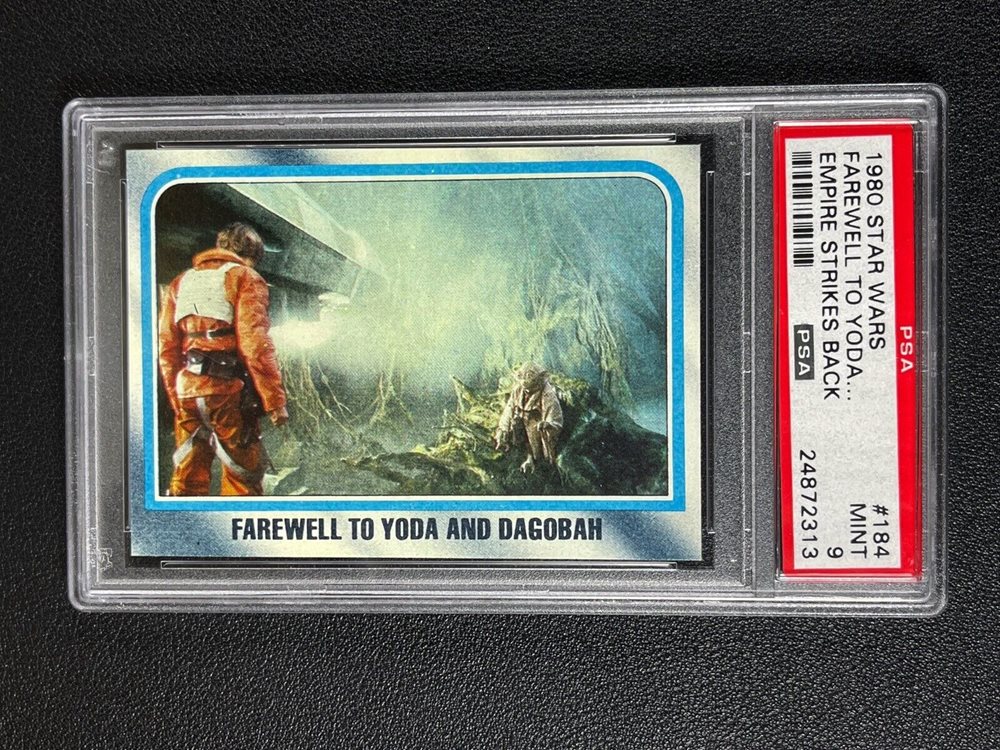 FAREWELL TO YODA AND DAGOBAH
PSA
1980 STAR WARS #184
FAREWELL TO YODA... MINT
EMPIRE STRIKES BACK 9
PSA 24872313